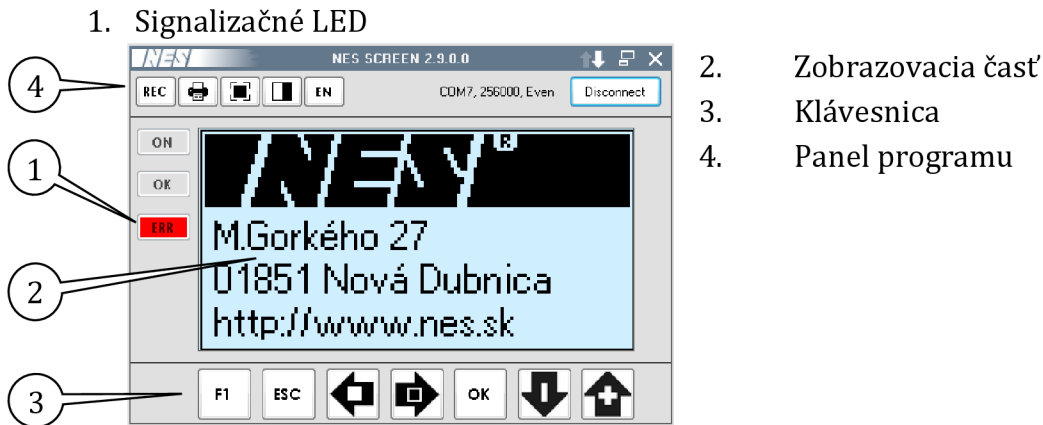 1. Signalizačné LED
NES NES SCREEN 2.9.0.0
4 REC EN COM7, 256000, Even Disconnect
2. Zobrazovacia časť
3. Klávesnica
4. Panel programu
ON
1 OK
ERR
NES®
M.Gorkého 27
2 01851 Nová Dubnica
http://www.nes.sk
3 F1 ESC OK